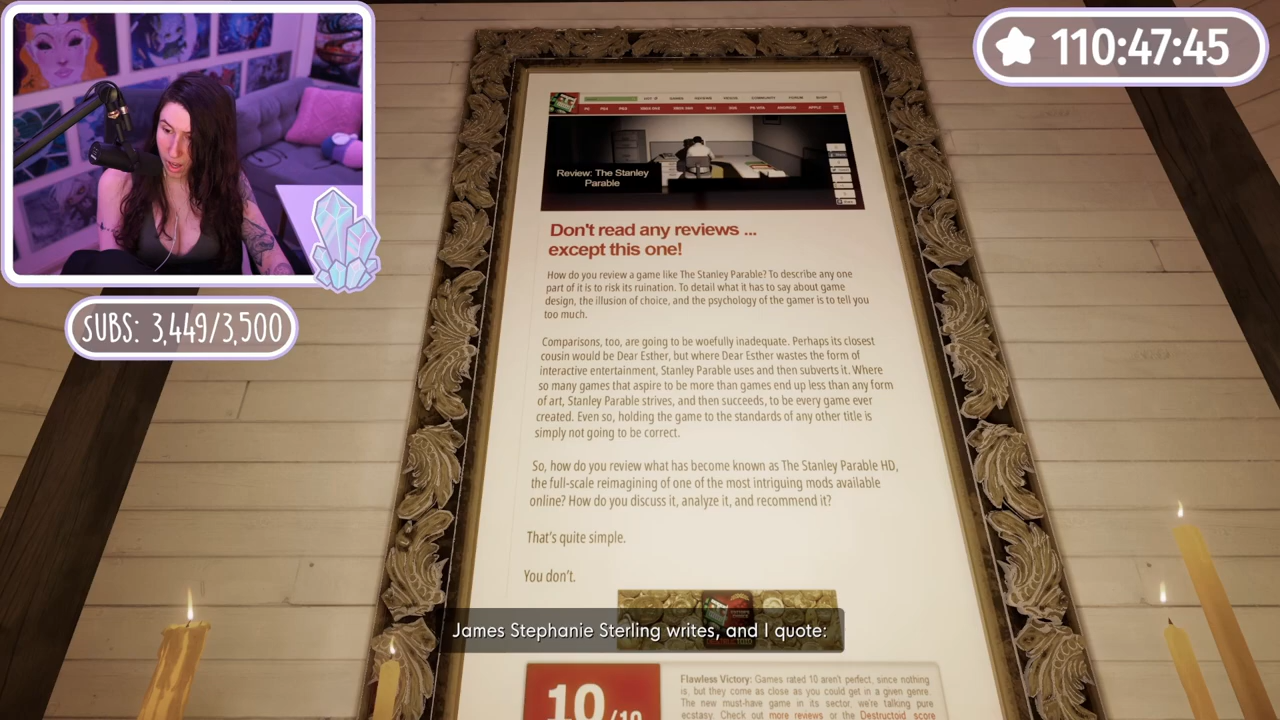 110:47:45
SUBS: 3,449/3,500
Review: The Stanley
Parable
Don't read any reviews ...
except this one!
How do you review a game like The Stanley Parable? To describe any one
part of it is to risk its ruination. To detail what it has to say about game
design, the illusion of choice, and the psychology of the gamer is to tell you
too much.
Comparisons, too, are going to be woefully inadequate. Perhaps its closest
cousin would be Dear Esther, but where Dear Esther wastes the form of
interactive entertainment, Stanley Parable uses and then subverts it. Where
so many games that aspire to be more than games end up less than any form
of art, Stanley Parable strives, and then succeeds, to be every game ever
created. Even so, holding the game to the standards of any other title is
simply not going to be correct.
So, how do you review what has become known as The Stanley Parable HD,
the full-scale reimagining of one of the most intriguing mods available
online? How do you discuss it, analyze it, and recommend it?
That's quite simple.
You don't.
James Stephanie Sterling writes, and I quote:
10/10
Flawless Victory: Games rated 10 aren't perfect, since nothing
is, but they come as close as you could get in a given genre.
The new must-have game in its sector, we're talking pure
ecstasy. Check out more reviews or the Destructoid score